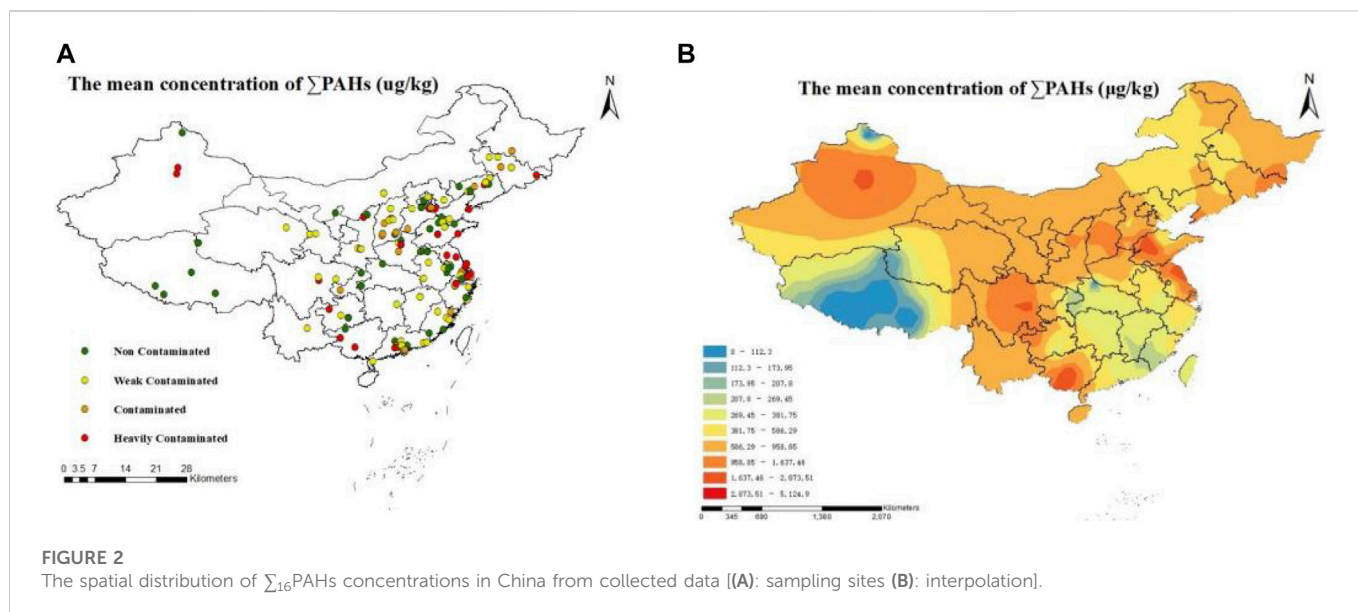 A
The mean concentration of ∑PAHs (ug/kg)
N
Non Contaminated
Weak Contaminated
Contaminated
Heavily Contaminated
0 3.5 7 14 21 28
Kilometers
B
The mean concentration of ∑PAHs (μg/kg)
N
0 - 112.3
112.3 - 173.95
173.95 - 207.8
207.8 - 269.45
269.45 - 381.75
381.75 - 586.29
586.29 - 958.85
958.85 - 1,637.46
1,637.46 - 2,873.51
2,873.51 - 5,124.9
Kilometers
0 345 690 1,380 2,070
FIGURE 2
The spatial distribution of ∑₁₆PAHs concentrations in China from collected data [(A): sampling sites (B): interpolation].